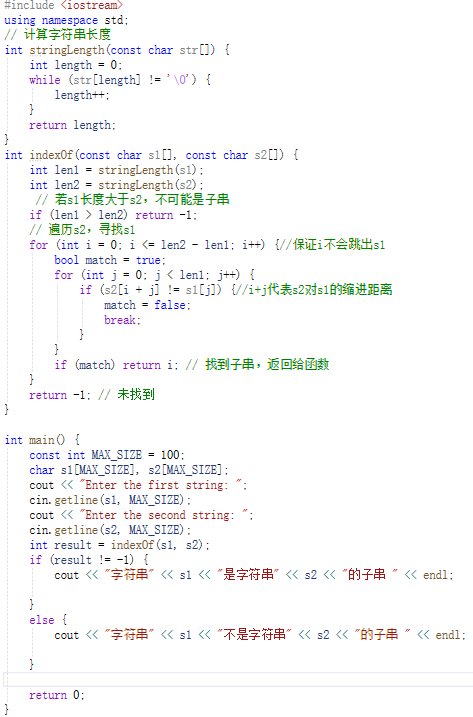 #include <iostream>
using namespace std;
// 计算字符串长度
int stringLength(const char str[]) {
    int length = 0;
    while (str[length] != '\0') {
        length++;
    }
    return length;
}
int indexOf(const char s1[], const char s2[]) {
    int len1 = stringLength(s1);
    int len2 = stringLength(s2);
     // 若s1长度大于s2，不可能是子串
    if (len1 > len2) return -1;
    // 遍历s2，寻找s1
    for (int i = 0; i <= len2 - len1; i++) {//保证i不会跳出s1
        bool match = true;
        for (int j = 0; j < len1; j++) {
            if (s2[i + j] != s1[j]) {//i+j代表s2对s1的缩进距离
                match = false;
                break;
            }
        }
        if (match) return i; // 找到子串，返回给函数
    }
    return -1; // 未找到
}

int main() {
    const int MAX_SIZE = 100;
    char s1[MAX_SIZE], s2[MAX_SIZE];
    cout << "Enter the first string: ";
    cin.getline(s1, MAX_SIZE);
    cout << "Enter the second string: ";
    cin.getline(s2, MAX_SIZE);
    int result = indexOf(s1, s2);
    if (result != -1) {
        cout << "字符串" << s1 << "是字符串" << s2 << "的子串 " << endl;

    }
    else {
        cout << "字符串" << s1 << "不是字符串" << s2 << "的子串 " << endl;

    }

    return 0;
}